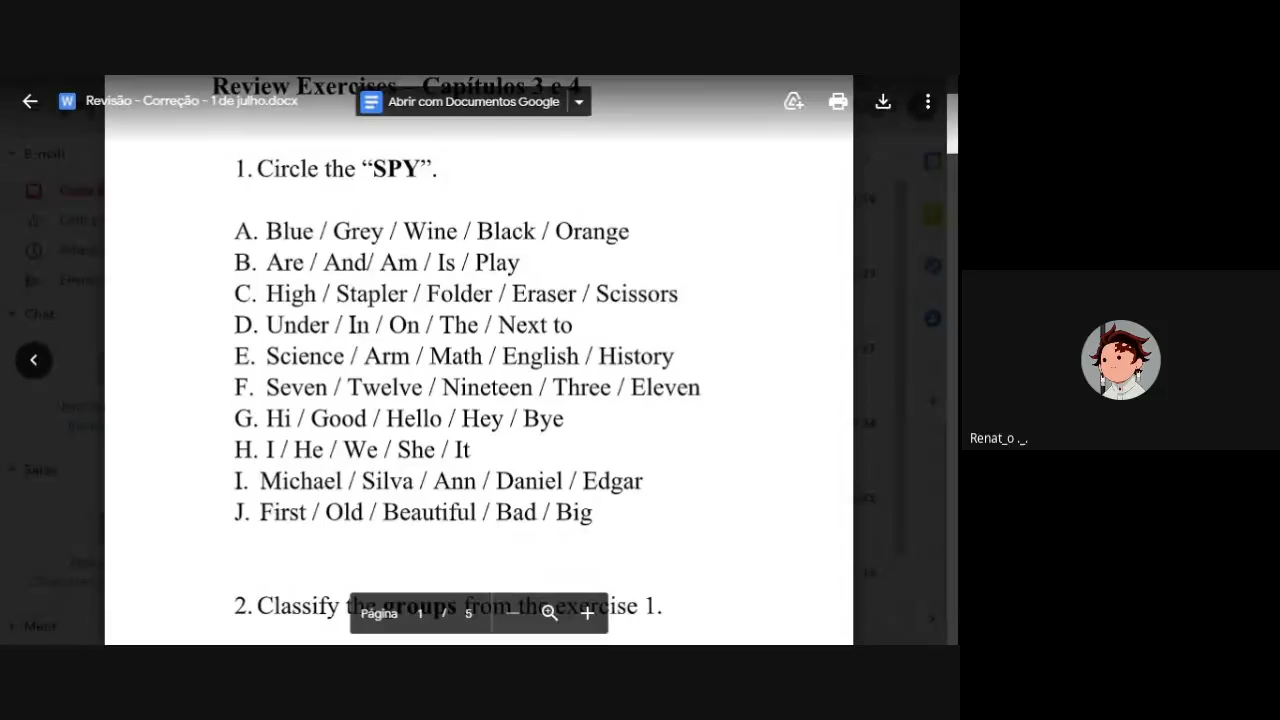 Review Exercises – Capítulos 3 e 4
Revisão - Correção - 1 de julho.docx
Abrir com Documentos Google
1. Circle the “SPY”.
A. Blue / Grey / Wine / Black / Orange
B. Are / And/ Am / Is / Play
C. High / Stapler / Folder / Eraser / Scissors
D. Under / In / On / The / Next to
E. Science / Arm / Math / English / History
F. Seven / Twelve / Nineteen / Three / Eleven
G. Hi / Good / Hello / Hey / Bye
H. I / He / We / She / It
I. Michael / Silva / Ann / Daniel / Edgar
J. First / Old / Beautiful / Bad / Big
2. Classify the groups from the exercise 1.
Página 1 / 5
E-mail
Chat
Salas
Meet
Renat_o ._.